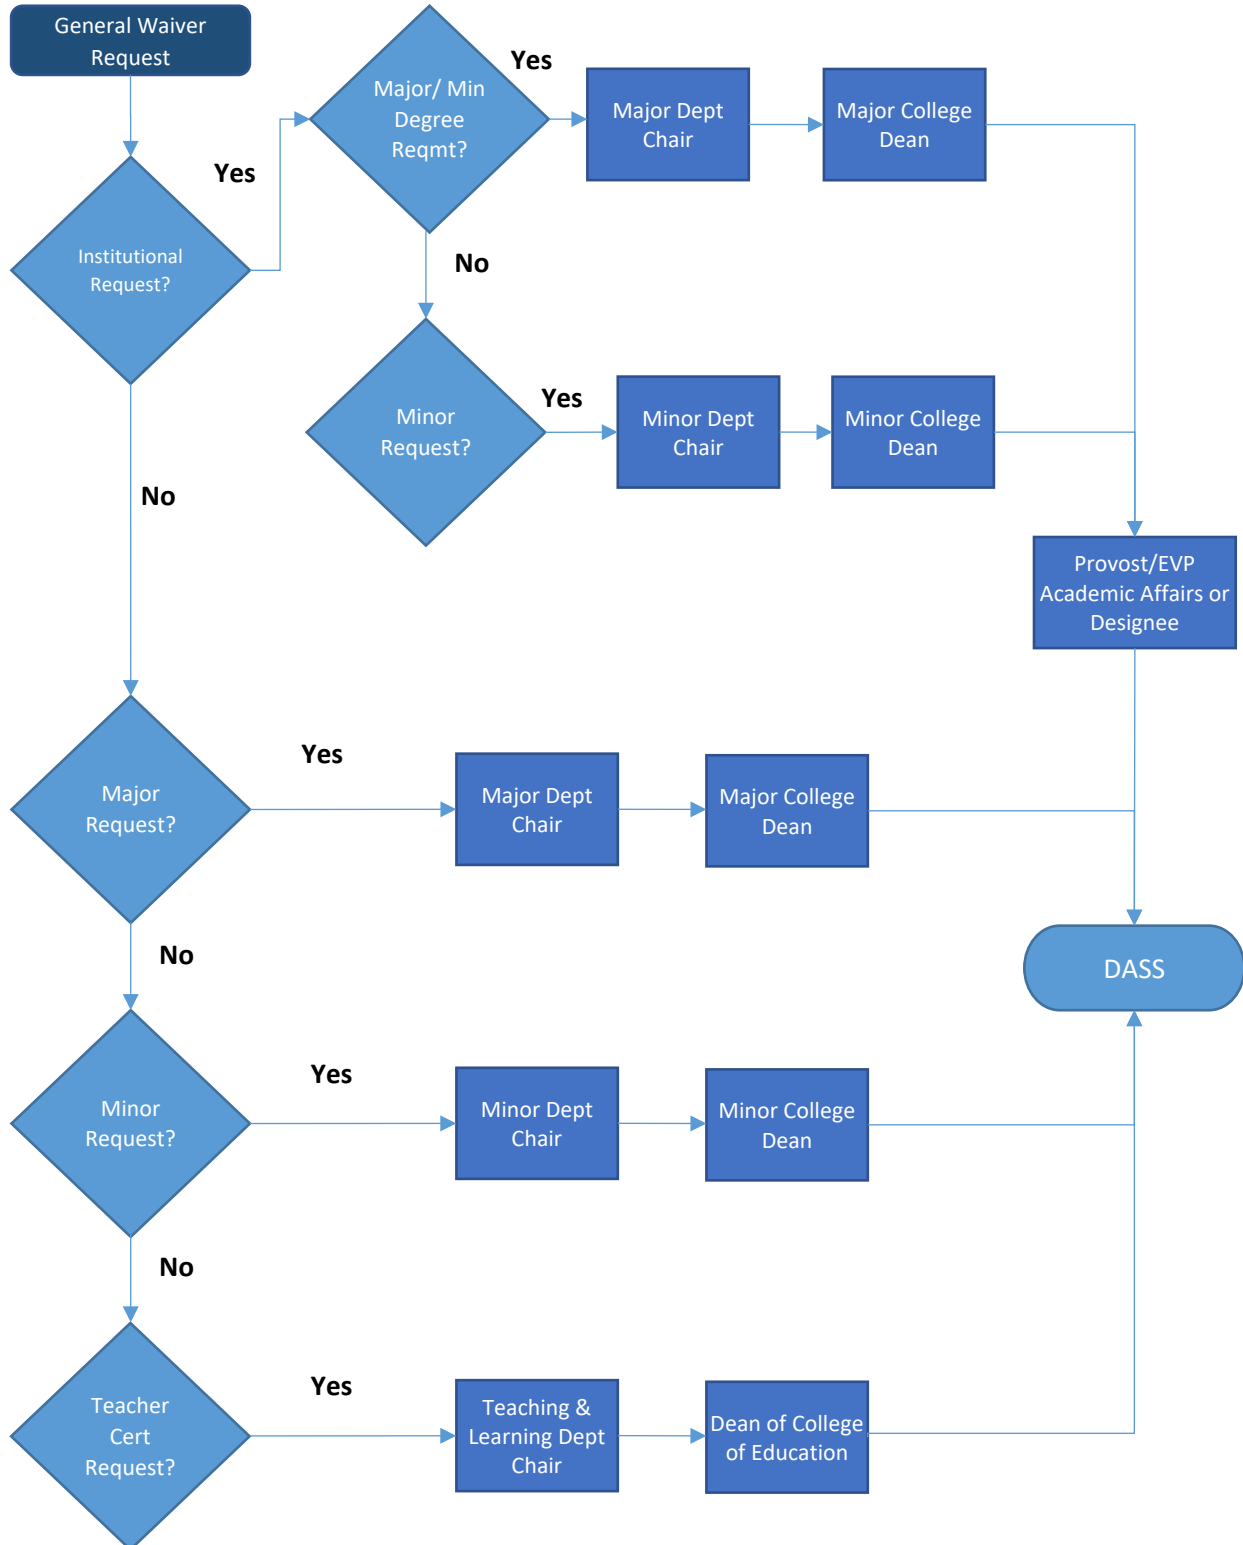 General Waiver
Request
Yes
Major/ Min
Degree
Reqmt?
Major Dept
Chair
Major College
Dean
Yes
Institutional
Request?
No
Yes
Minor
Request?
Minor Dept
Chair
Minor College
Dean
No
Provost/EVP
Academic Affairs or
Designee
Yes
Major
Request?
Major Dept
Chair
Major College
Dean
No
DASS
Yes
Minor
Request?
Minor Dept
Chair
Minor College
Dean
No
Yes
Teacher
Cert
Request?
Teaching &
Learning Dept
Chair
Dean of College
of Education